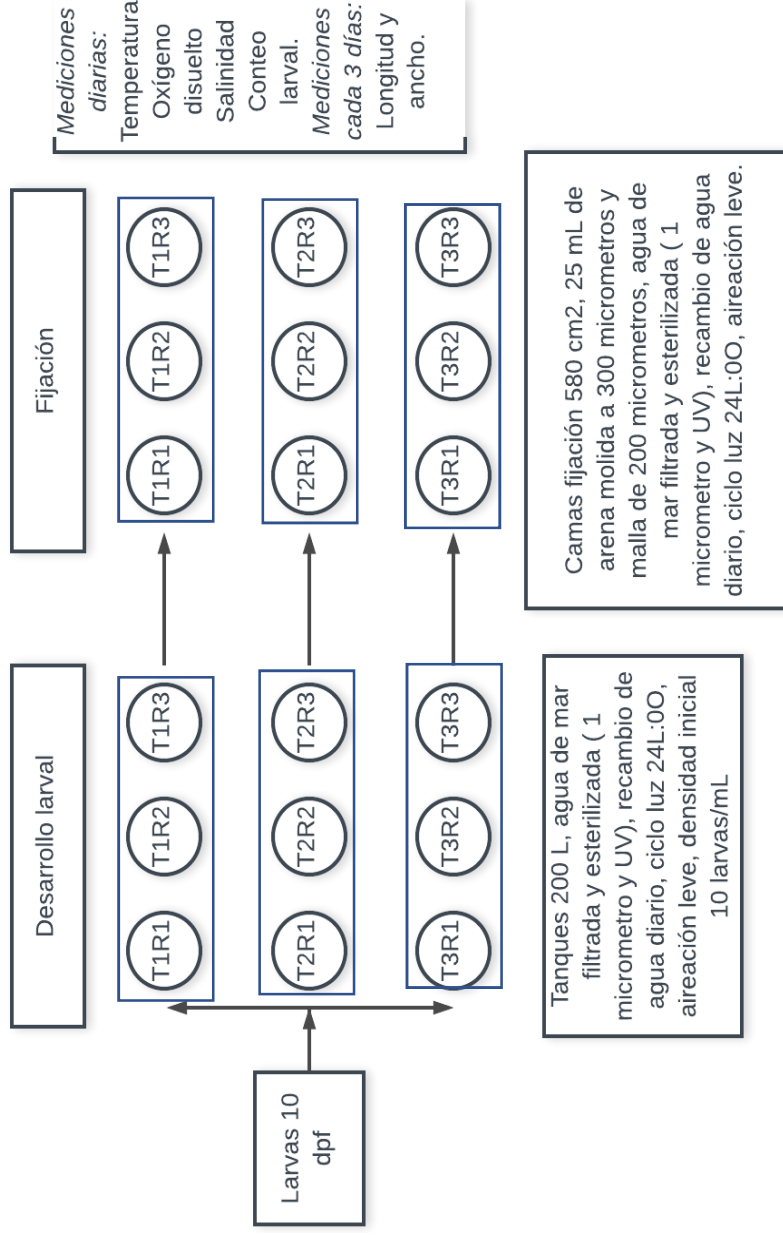 Larvas 10
dpf
Desarrollo larval
T1R1 T1R2 T1R3
T2R1 T2R2 T2R3
T3R1 T3R2 T3R3
Tanques 200 L, agua de mar
filtrada y esterilizada ( 1
micrometro y UV), recambio de
agua diario, ciclo luz 24L:0O,
aireación leve, densidad inicial
10 larvas/mL
Fijación
T1R1 T1R2 T1R3
T2R1 T2R2 T2R3
T3R1 T3R2 T3R3
Camas fijación 580 cm2, 25 mL de
arena molida a 300 micrometros y
malla de 200 micrometros, agua de
mar filtrada y esterilizada ( 1
micrometro y UV), recambio de agua
diario, ciclo luz 24L:0O, aireación leve.
Mediciones
diarias:
Temperatura
Oxígeno
disuelto
Salinidad
Conteo
larval.
Mediciones
cada 3 días:
Longitud y
ancho.